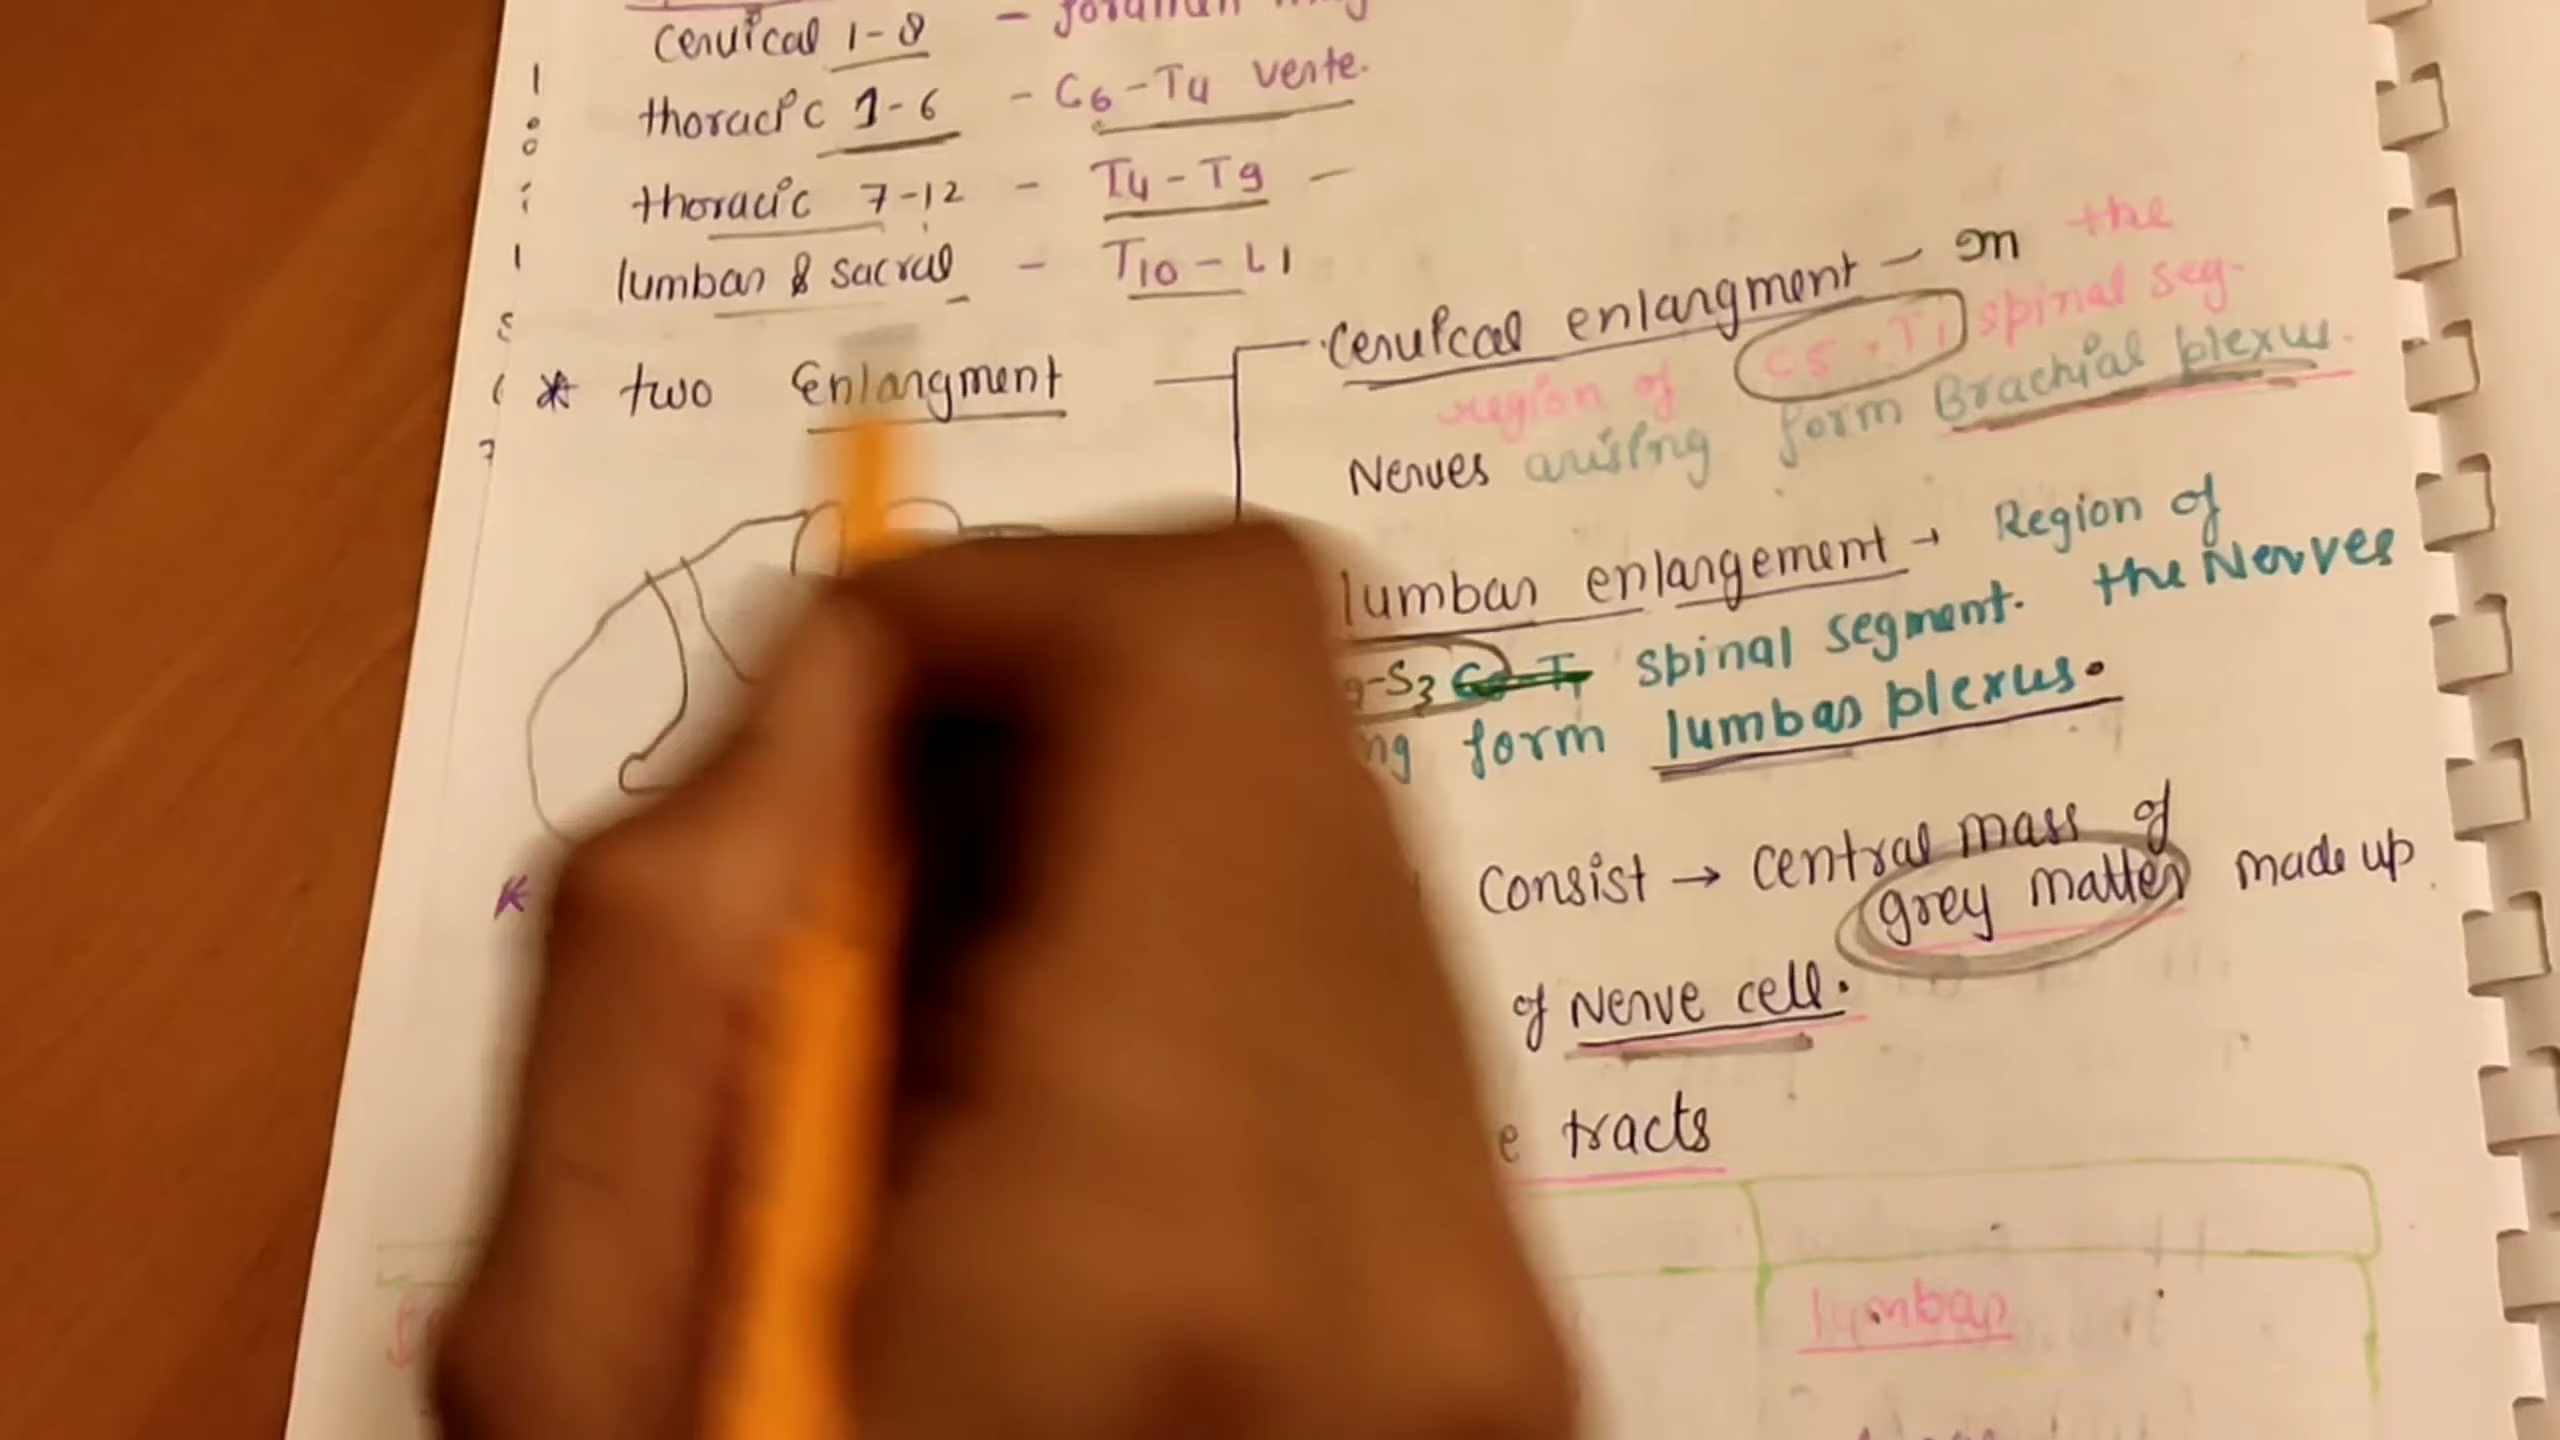 Cervical 1-8 -
thoracic 1-6 - C6-T4 verte.
thoracic 7-12 - T4-T9 -
lumbar & sacral - T10-L1
* two Enlargment
Cervical enlargment - In the
region of C5-T1 spinal seg-
Nerves arising form Brachial plexus.
lumbar enlargement → Region of
-S3 spinal segment. the Nerves
ng form lumbar plexus.
Consist → central mass of
grey matter made up
of Nerve cell.
e tracts
lumbar